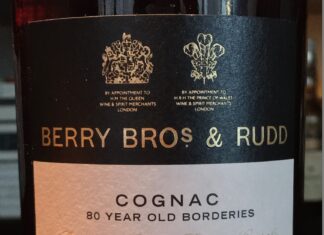 BY APPOINTMENT TO
H M THE QUEEN
WINE & SPIRIT MERCHANTS
LONDON
BY APPOINTMENT TO
H R H THE PRINCE OF WALES
WINE & SPIRIT MERCHANTS
LONDON
BERRY BROS & RUDD
COGNAC
80 YEAR OLD BORDERIES